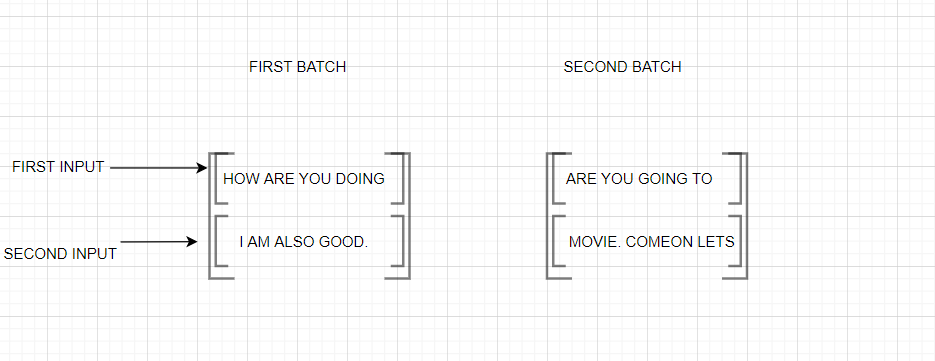 FIRST BATCH
SECOND BATCH
FIRST INPUT
HOW ARE YOU DOING
ARE YOU GOING TO
SECOND INPUT
I AM ALSO GOOD.
MOVIE. COMEON LETS